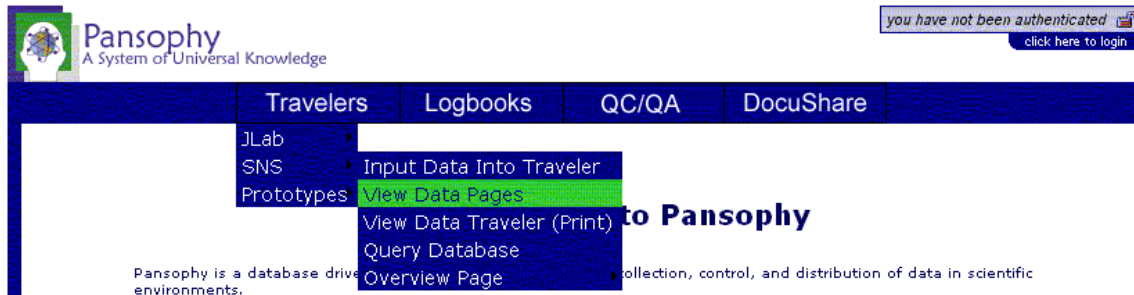 you have not been authenticated
click here to login
Pansophy
A System of Universal Knowledge
Travelers Logbooks QC/QA DocuShare
JLab
SNS
Prototypes
Input Data Into Traveler
View Data Pages
View Data Traveler (Print)
Query Database
Overview Page
to Pansophy
Pansophy is a database drive ollection, control, and distribution of data in scientific
environments.